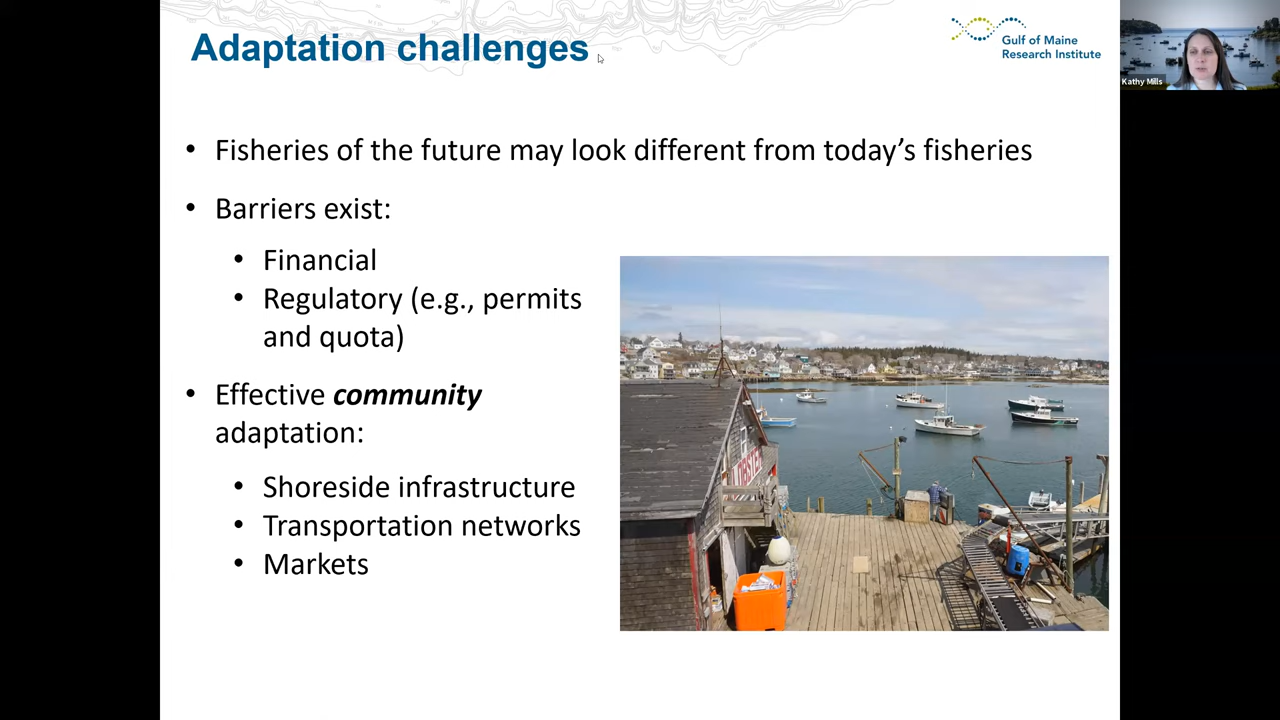 Adaptation challenges
Gulf of Maine
Research Institute
Kathy Mills
• Fisheries of the future may look different from today’s fisheries
• Barriers exist:
• Financial
• Regulatory (e.g., permits
and quota)
• Effective community
adaptation:
• Shoreside infrastructure
• Transportation networks
• Markets
LOBSTER